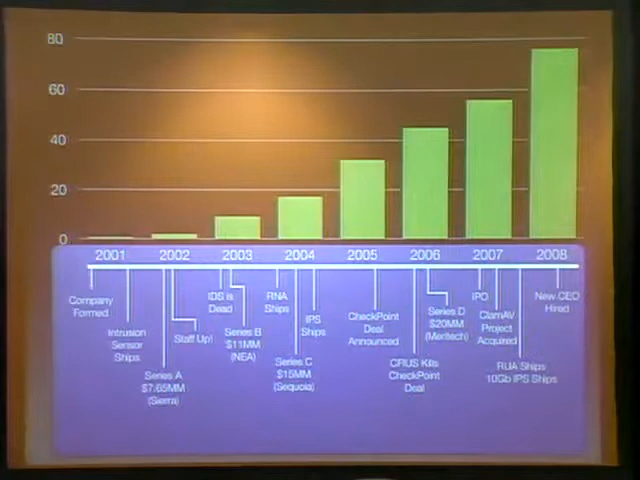 80
60
40
20
0
2001 2002 2003 2004 2005 2006 2007 2008
Company
Formed
Intrusion
Sensor
Ships
Series A
$7.65MM
(Sierra)
Staff Up!
IDS is
Dead
Series B
$11MM
(NEA)
RNA
Ships
Series C
$15MM
(Sequoia)
IPS
Ships
CheckPoint
Deal
Announced
CFIUS Kills
CheckPoint
Deal
Series D
$20MM
(Meritech)
IPO
ClamAV
Project
Acquired
RUA Ships
10Gb IPS Ships
New CEO
Hired